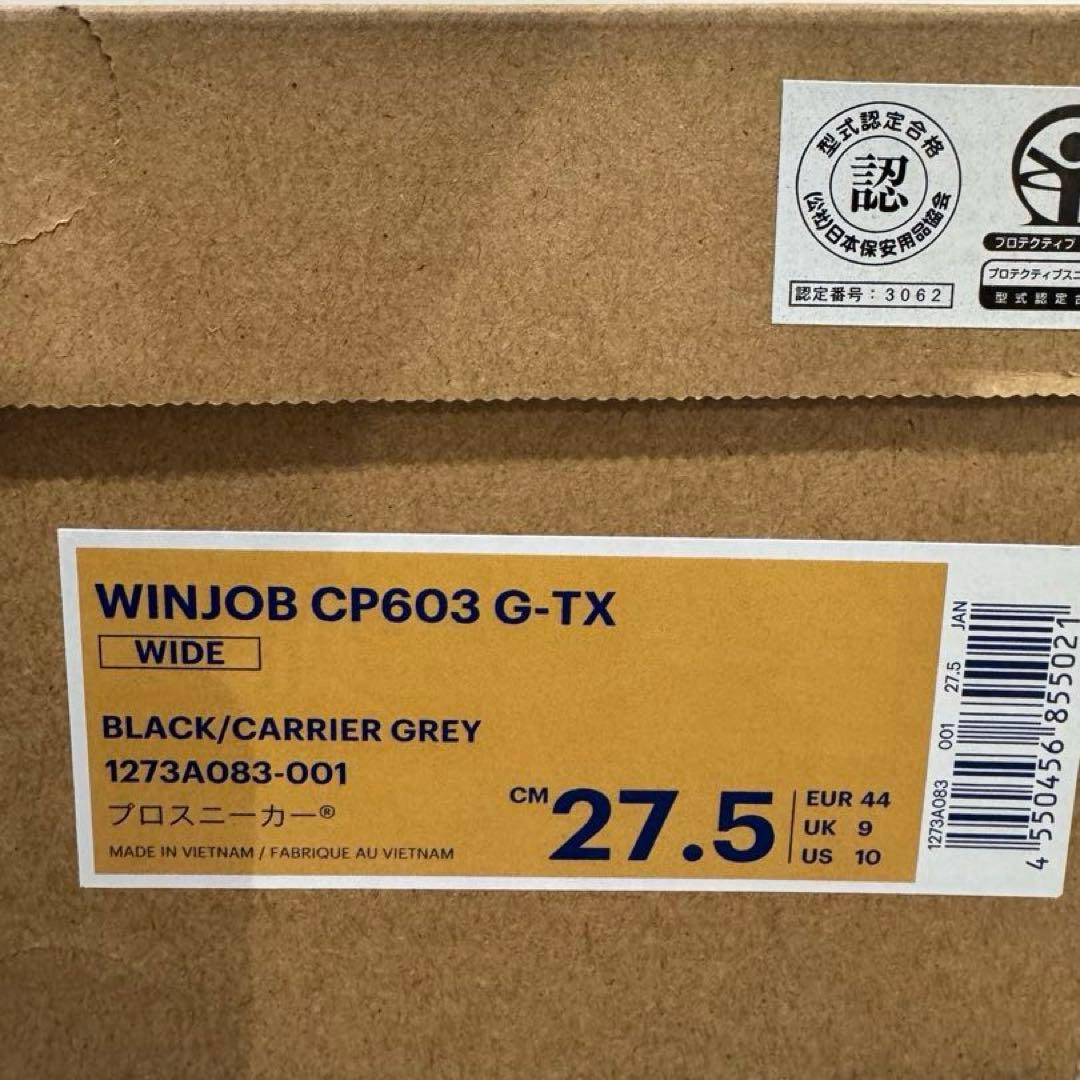 型式認定合格
認
(公社)日本保安用品協会
認定番号：3062
プロテクティブ
プロテクティブスニ
型式認定合
WINJOB CP603 G-TX
WIDE
BLACK/CARRIER GREY
1273A083-001
プロスニーカー®
MADE IN VIETNAM / FABRIQUE AU VIETNAM
CM 27.5
EUR 44
UK 9
US 10
1273A083 001 27.5 JAN
4 550456 855021